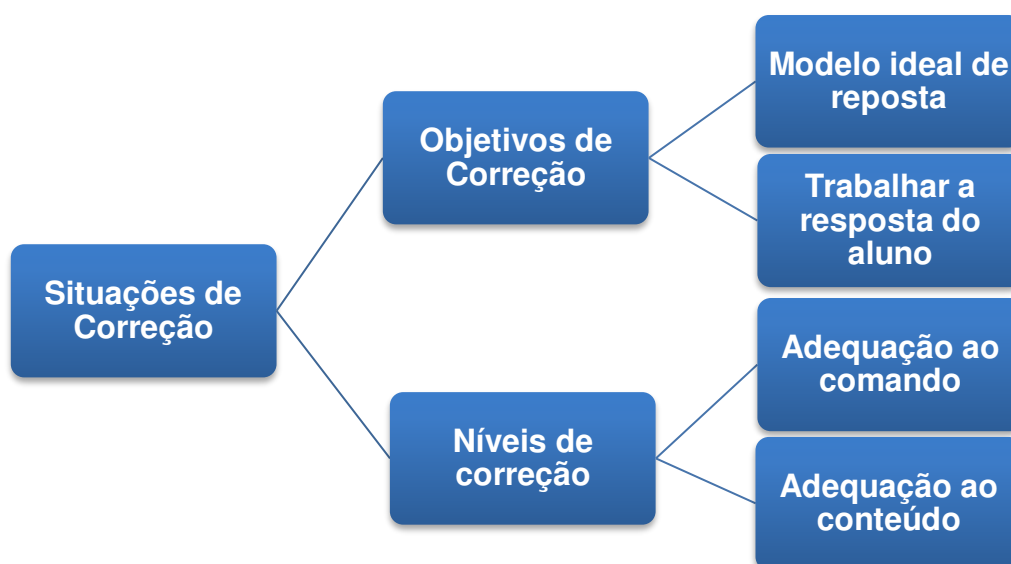 Modelo ideal de
reposta
Objetivos de
Correção
Trabalhar a
resposta do
aluno
Situações de
Correção
Adequação ao
comando
Níveis de
correção
Adequação ao
conteúdo